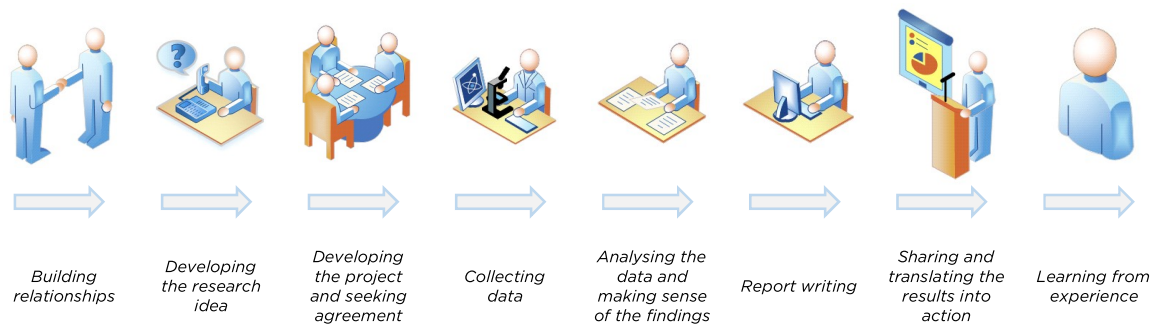 ?
Building
relationships
Developing
the research
idea
Developing
the project
and seeking
agreement
Collecting
data
Analysing the
data and
making sense
of the findings
Report writing
Sharing and
translating the
results into
action
Learning from
experience